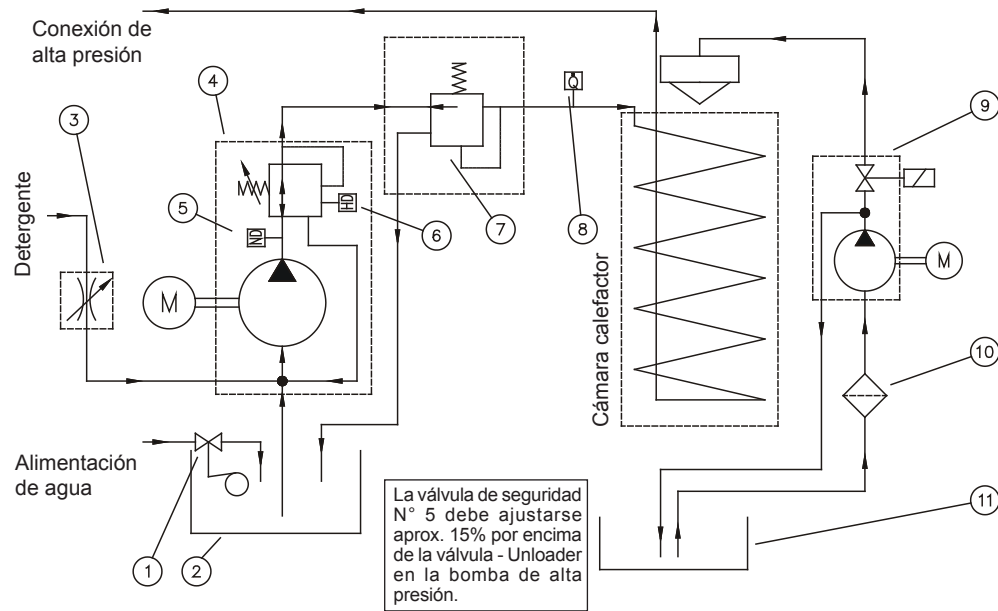 Conexión de
alta presión
4
3
9
Detergente
5
ND
HD
6
7
Q
8
M
M
Cámara calefactor
10
Alimentación
de agua
1
2
La válvula de seguridad
N° 5 debe ajustarse
aprox. 15% por encima
de la válvula - Unloader
en la bomba de alta
presión.
11